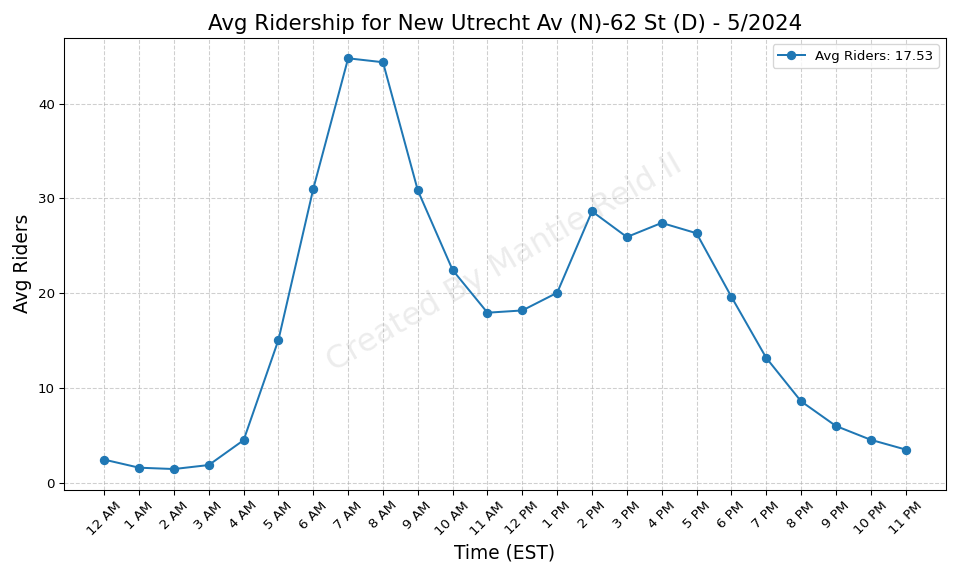 Avg Ridership for New Utrecht Av (N)-62 St (D) - 5/2024
Avg Riders: 17.53
Avg Riders
40
30
20
10
0
Created By Mantie Reid II
12 AM
1 AM
2 AM
3 AM
4 AM
5 AM
6 AM
7 AM
8 AM
9 AM
10 AM
11 AM
12 PM
1 PM
2 PM
3 PM
4 PM
5 PM
6 PM
7 PM
8 PM
9 PM
10 PM
11 PM
Time (EST)